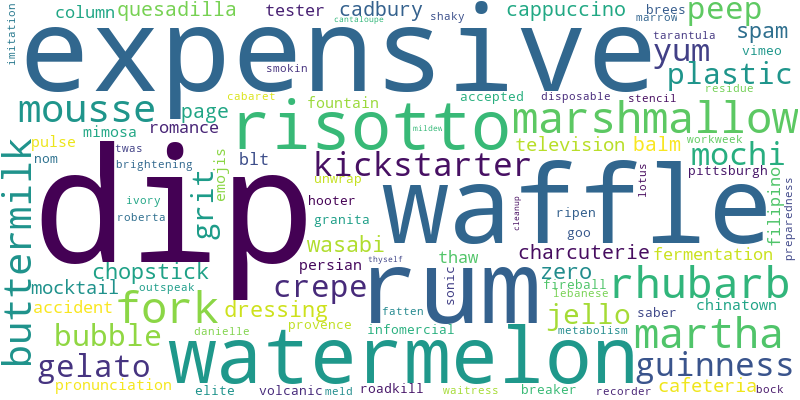 imitation
column
quesadilla
tester
cadbury
shaky
cantaloupe
cappuccino
brees
marrow
peep
expensive
tarantula
spam
yum
vimeo
smokin
plastic
residue
mousse
page
cabaret
fountain
accepted
disposable
stencil
marshmallow
risotto
mildew
mimosa
romance
pulse
twas
television
balm
workweek
mochi
nom
brightening
blt
kickstarter
pittsburgh
buttermilk
dip
waffle
emojis
unwrap
lotus
filipino
preparedness
ivory
grit
hooter
ripen
roberta
granita
cleanup
goo
wasabi
charcuterie
fermentation
persian
thyself
thaw
chopstick
zero
mocktail
outspeak
crepe
rum
sonic
fireball
lebanese
rhubarb
accident
fork
dressing
fatten
jello
saber
chinatown
bubble
danielle
provence
infomercial
metabolism
martha
watermelon
gelato
guinness
pronunciation
elite
volcanic
meld
roadkill
waitress
breaker
recorder
cafeteria
bock